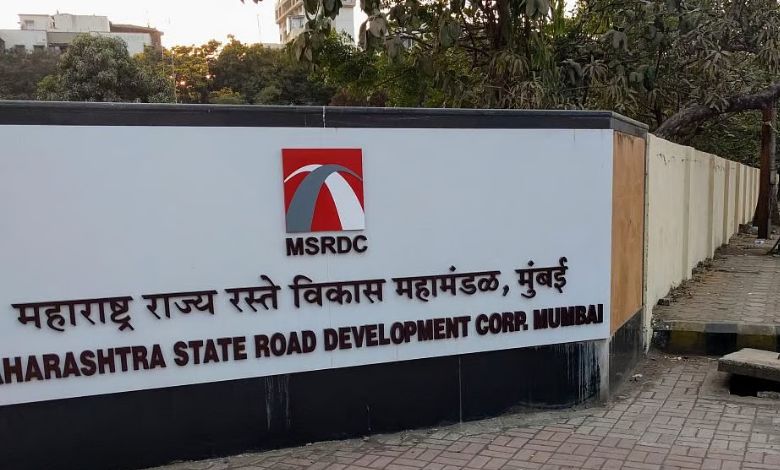 MSRDC
महाराष्ट्र राज्य रस्ते विकास महामंडळ, मुंबई
AHARASHTRA STATE ROAD DEVELOPMENT CORP. MUMBAI